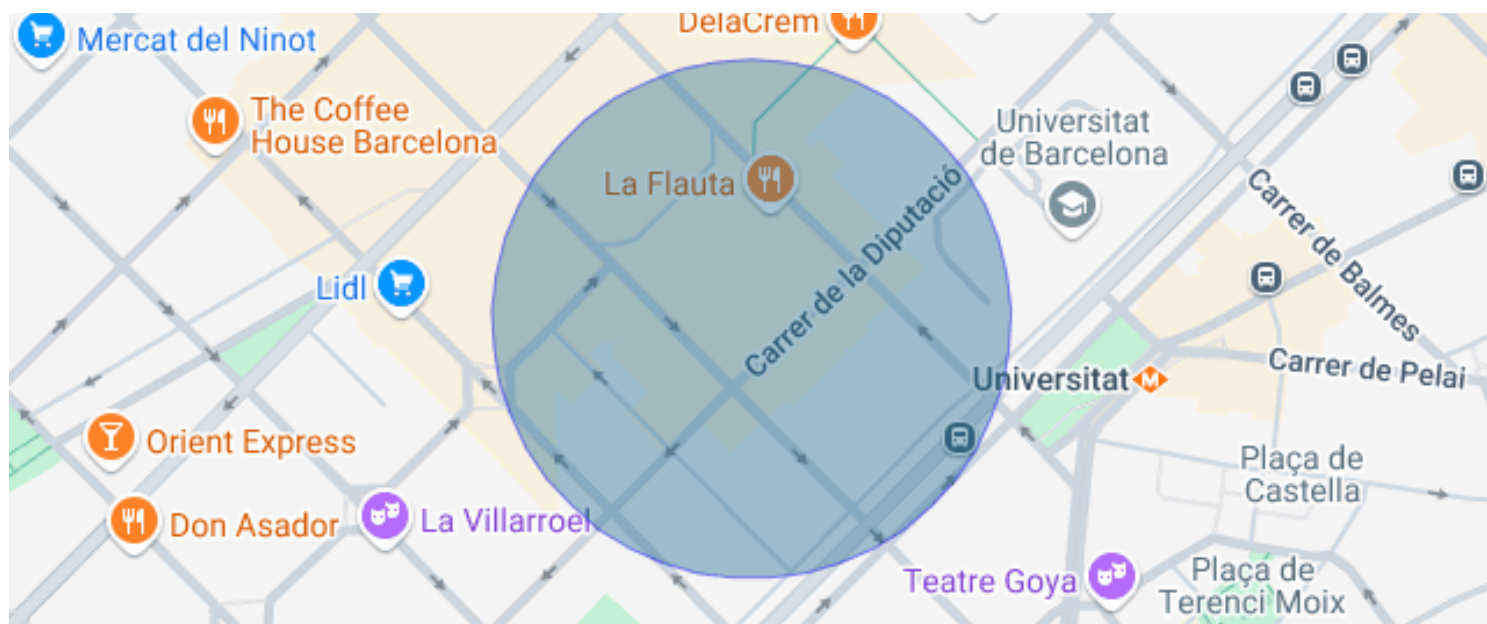 DelaCrem
Mercat del Ninot
The Coffee
House Barcelona
Universitat
de Barcelona
La Flauta
Carrer de la Diputació
Carrer de Balmes
Lidl
Universitat
M
Carrer de Pelai
Orient Express
Plaça de
Castella
Don Asador
La Villarroel
Teatre Goya
Plaça de
Terenci Moix